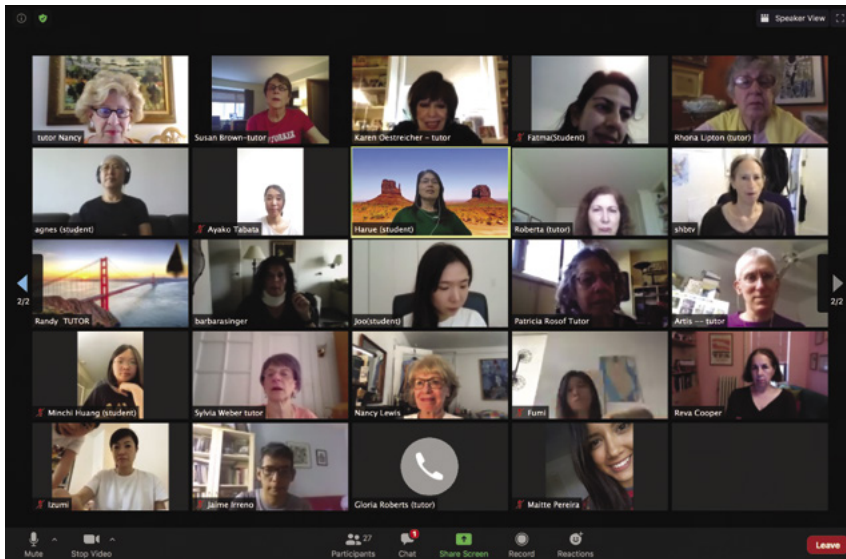 Speaker View
tutor Nancy
Susan Brown-tutor
Karen Oestreicher - tutor
Fatma(Student)
Rhona Lipton (tutor)
agnes (student)
Ayako Tabata
Harue (student)
Roberta (tutor)
shbtv
2/2
2/2
Randy TUTOR
barbarasinger
Joo(student)
Patricia Rosof Tutor
Artis -- tutor
Minchi Huang (student)
Sylvia Weber tutor
Nancy Lewis
Fumi
Reva Cooper
Izumi
Jaime Irreno
Gloria Roberts (tutor)
Maitte Pereira
Mute
Stop Video
27
Participants
1
Chat
Share Screen
Record
Reactions
Leave